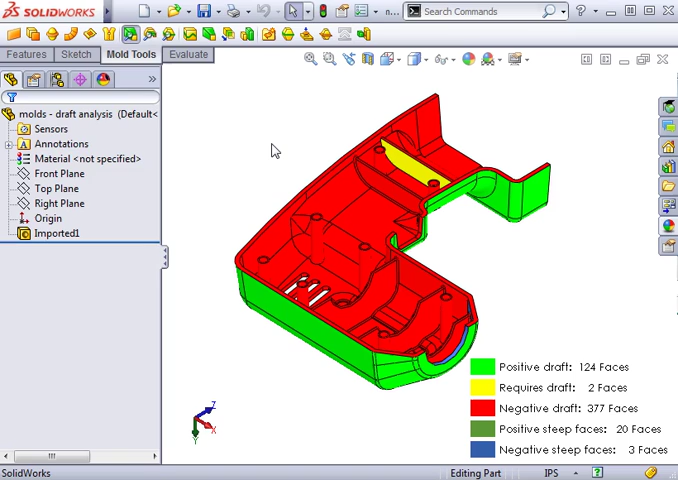 SOLIDWORKS
n...
Search Commands
Features
Sketch
Mold Tools
Evaluate
molds - draft analysis (Default<
Sensors
Annotations
Material <not specified>
Front Plane
Top Plane
Right Plane
Origin
Imported1
Positive draft: 124 Faces
Requires draft: 2 Faces
Negative draft: 377 Faces
Positive steep faces: 20 Faces
Negative steep faces: 3 Faces
Z
X
Y
SolidWorks
Editing Part
IPS